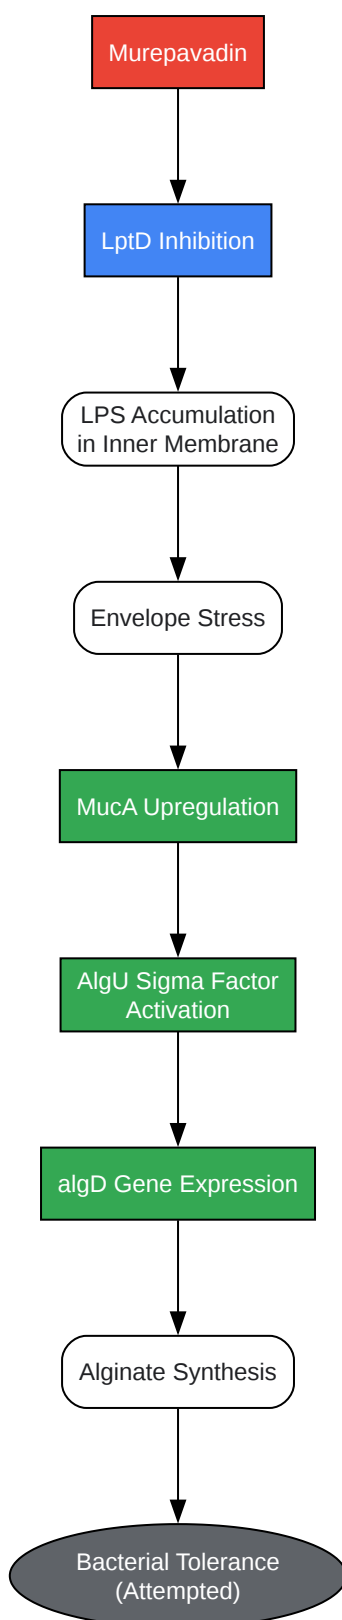 Murepavadin
LptD Inhibition
LPS Accumulation
in Inner Membrane
Envelope Stress
MucA Upregulation
AlgU Sigma Factor
Activation
algD Gene Expression
Alginate Synthesis
Bacterial Tolerance
(Attempted)